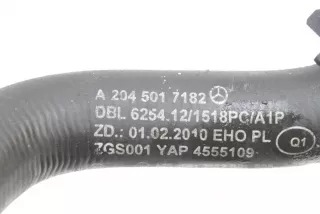 A 204 501 7182
DBL 6254.12/1518PC/A1P
ZD.: 01.02.2010 EHO PL
Q1
ZGS001 YAP 4555109